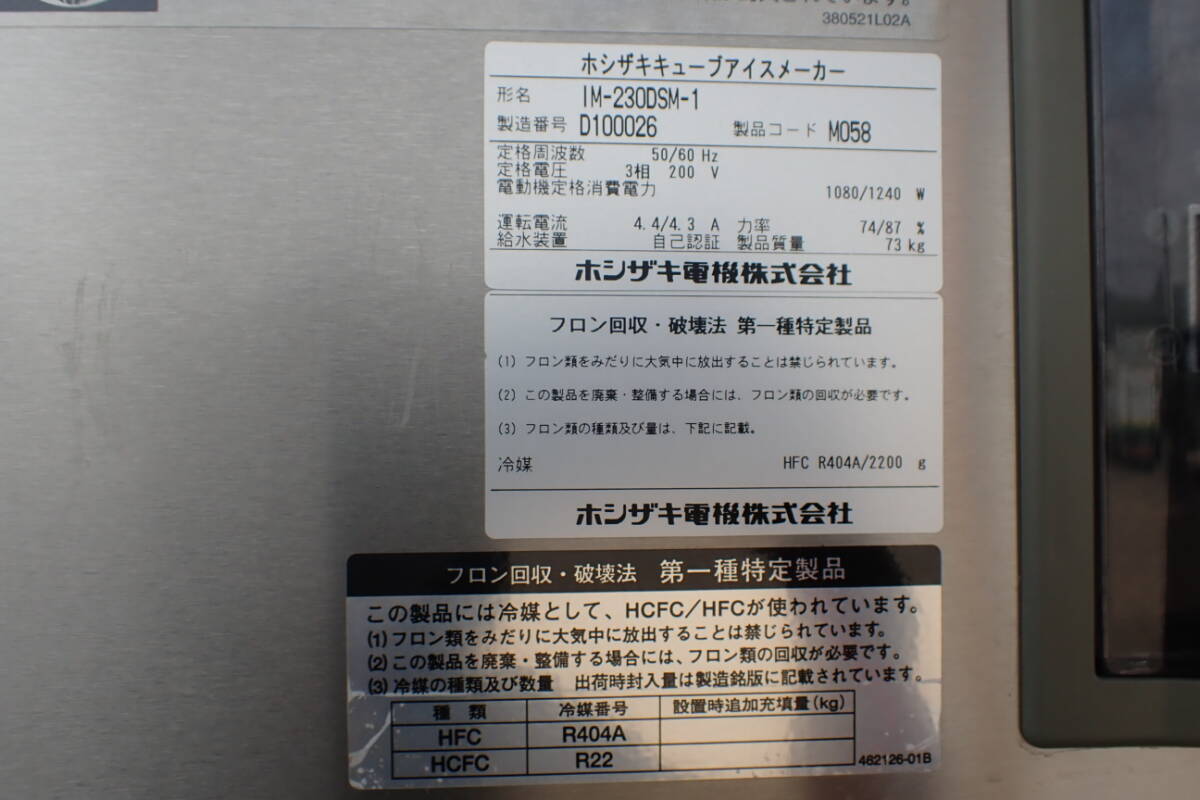 380521L02A
ホシザキキューブアイスメーカー
形名 IM-230DSM-1
製造番号 D100026 製品コード M058
定格周波数 50/60 Hz
定格電圧 3相 200 V
電動機定格消費電力 1080/1240 W
運転電流 4.4/4.3 A 力率 74/87 %
給水装置 自己認証 製品質量 73 kg
ホシザキ電機株式会社
フロン回収・破壊法 第一種特定製品
(1) フロン類をみだりに大気中に放出することは禁じられています。
(2) この製品を廃棄・整備する場合には、フロン類の回収が必要です。
(3) フロン類の種類及び量は、下記に記載。
冷媒 HFC R404A/2200 g
ホシザキ電機株式会社
フロン回収・破壊法 第一種特定製品
この製品には冷媒として、HCFC/HFCが使われています。
(1)フロン類をみだりに大気中に放出することは禁じられています。
(2)この製品を廃棄・整備する場合には、フロン類の回収が必要です。
(3)冷媒の種類及び数量 出荷時封入量は製造銘版に記載されています。
種類 冷媒番号 設置時追加充填量(kg)
HFC R404A
HCFC R22
462126-01B